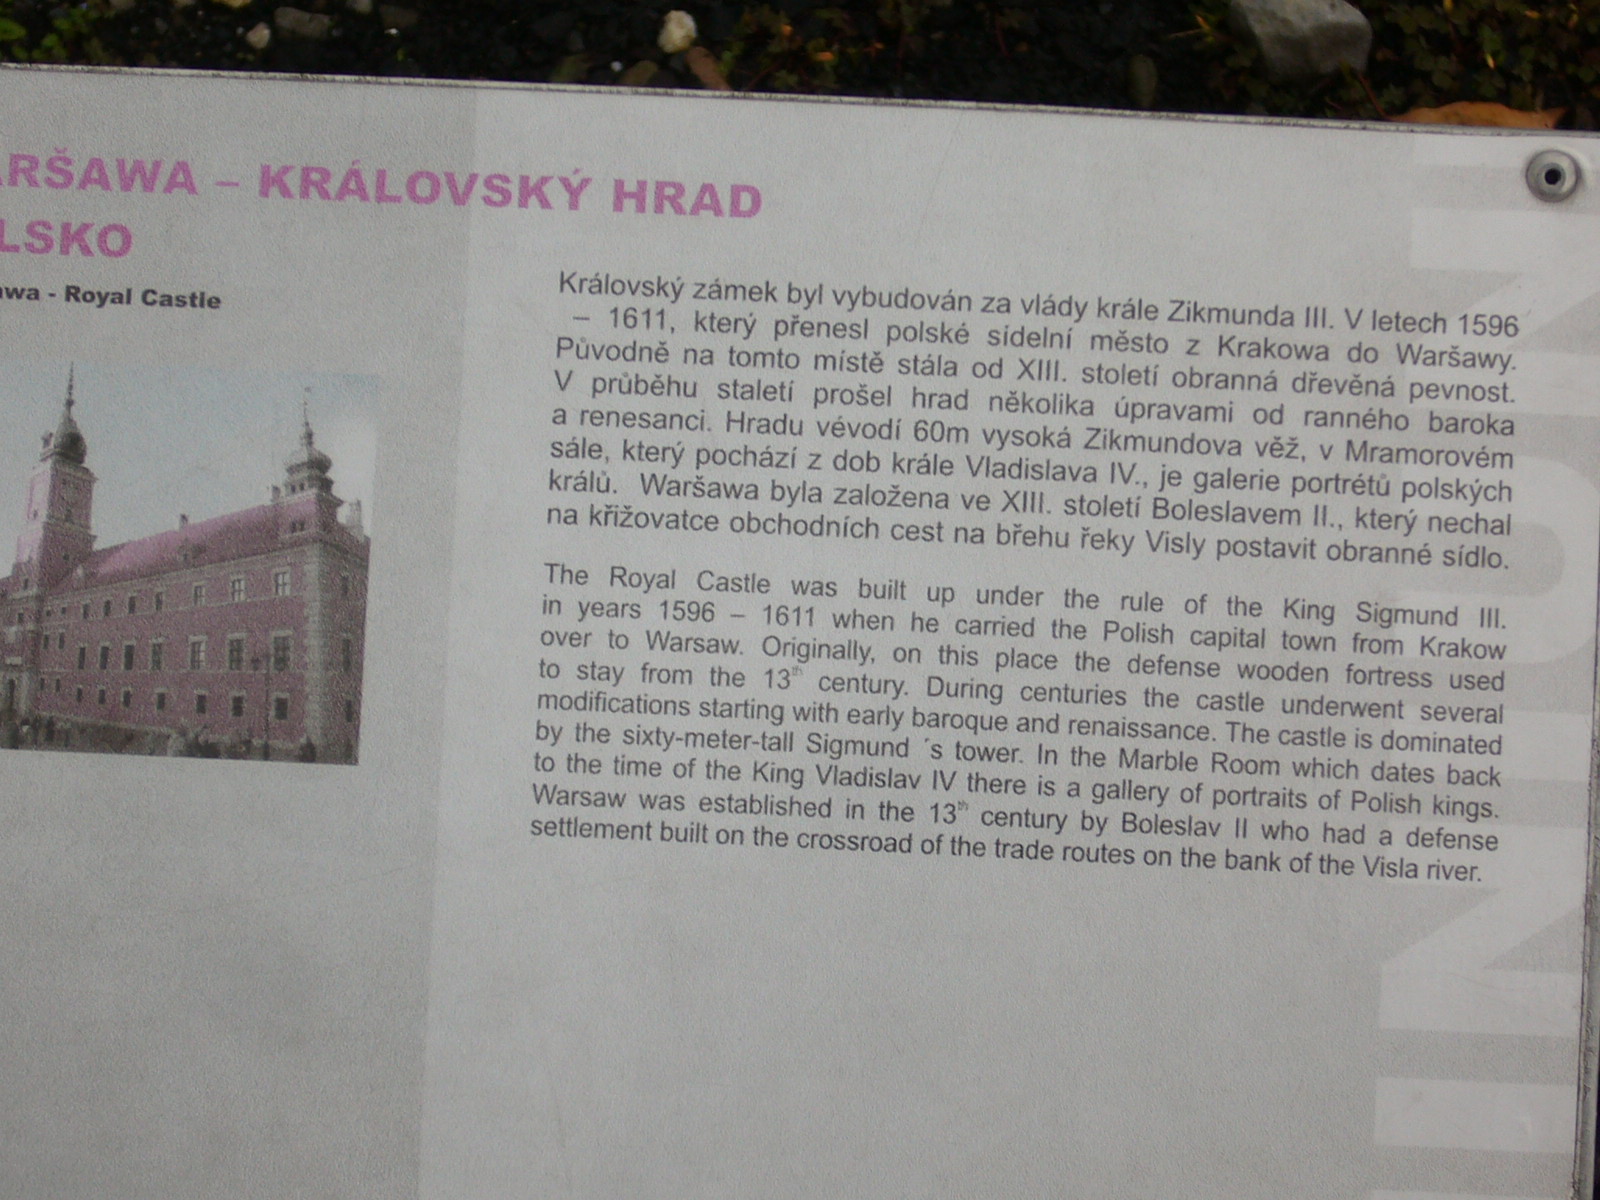 ARŠAWA – KRÁLOVSKÝ HRAD
LSKO
awa - Royal Castle
Královský zámek byl vybudován za vlády krále Zikmunda III. V letech 1596
– 1611, který přenesl polské sídelní město z Krakowa do Waršawy.
Původně na tomto místě stála od XIII. století obranná dřevěná pevnost.
V průběhu staletí prošel hrad několika úpravami od ranného baroka
a renesanci. Hradu vévodí 60m vysoká Zikmundova věž, v Mramorovém
sále, který pochází z dob krále Vladislava IV., je galerie portrétů polských
králů. Waršawa byla založena ve XIII. století Boleslavem II., který nechal
na křižovatce obchodních cest na břehu řeky Visly postavit obranné sídlo.
The Royal Castle was built up under the rule of the King Sigmund III.
in years 1596 – 1611 when he carried the Polish capital town from Krakow
over to Warsaw. Originally, on this place the defense wooden fortress used
to stay from the 13th century. During centuries the castle underwent several
modifications starting with early baroque and renaissance. The castle is dominated
by the sixty-meter-tall Sigmund ´s tower. In the Marble Room which dates back
to the time of the King Vladislav IV there is a gallery of portraits of Polish kings.
Warsaw was established in the 13th century by Boleslav II who had a defense
settlement built on the crossroad of the trade routes on the bank of the Visla river.